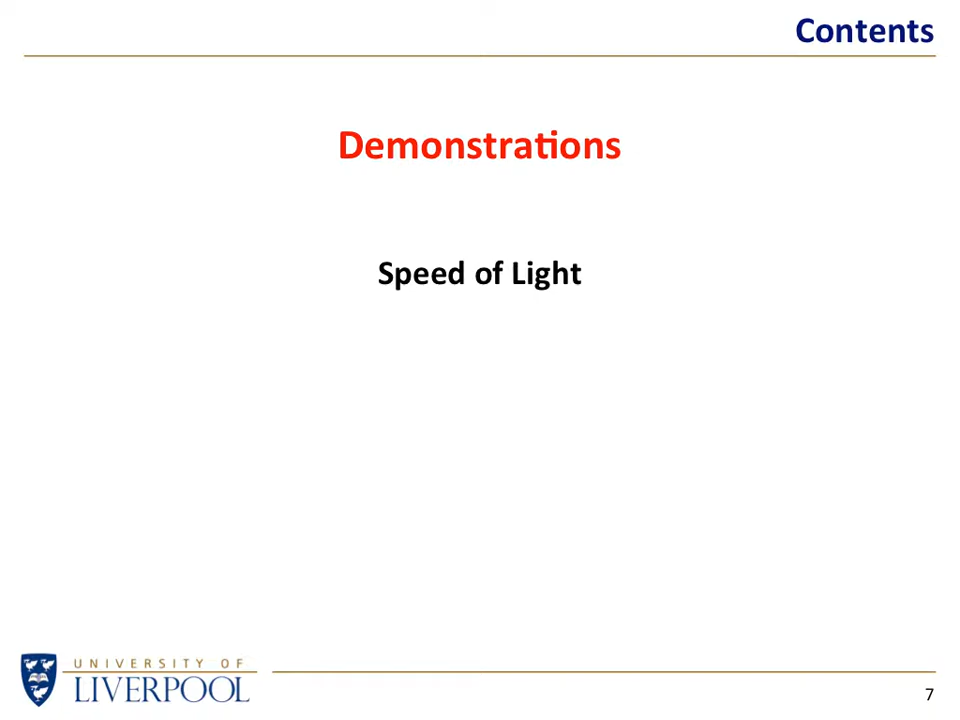 Contents
Demonstrations
Speed of Light
UNIVERSITY OF
LIVERPOOL
7